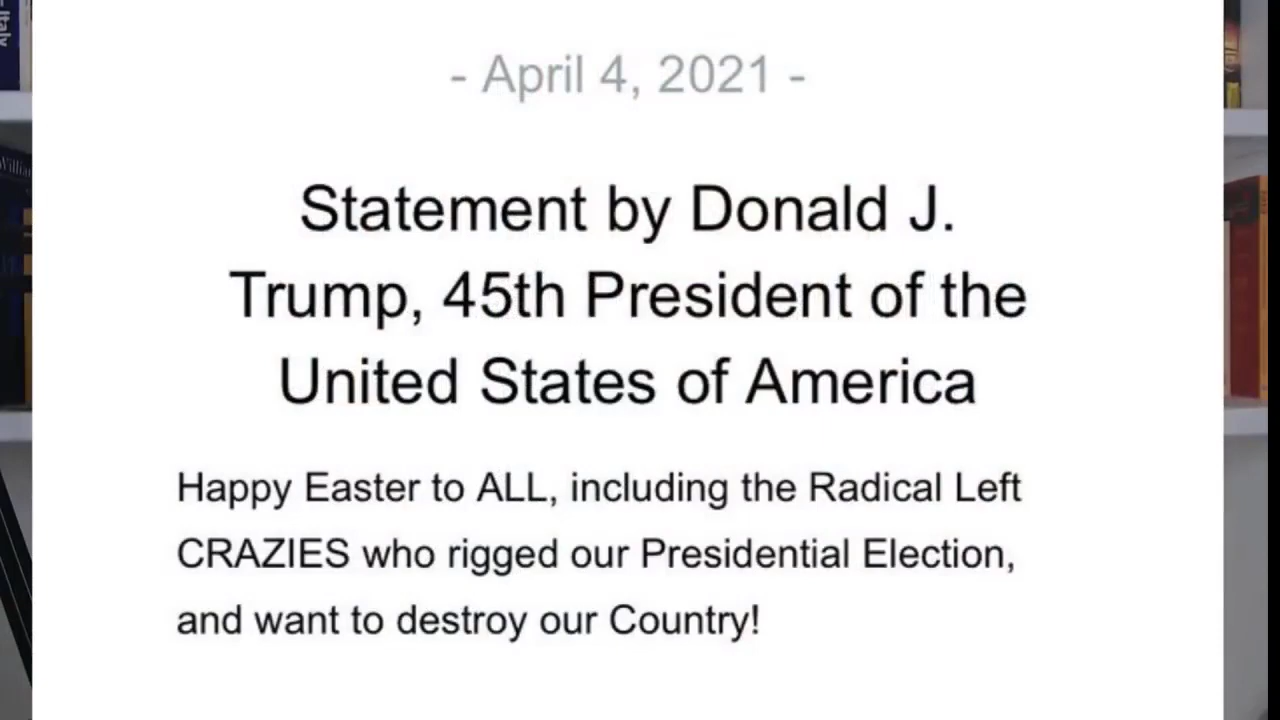 - April 4, 2021 -
Statement by Donald J.
Trump, 45th President of the
United States of America
Happy Easter to ALL, including the Radical Left
CRAZIES who rigged our Presidential Election,
and want to destroy our Country!
Italy